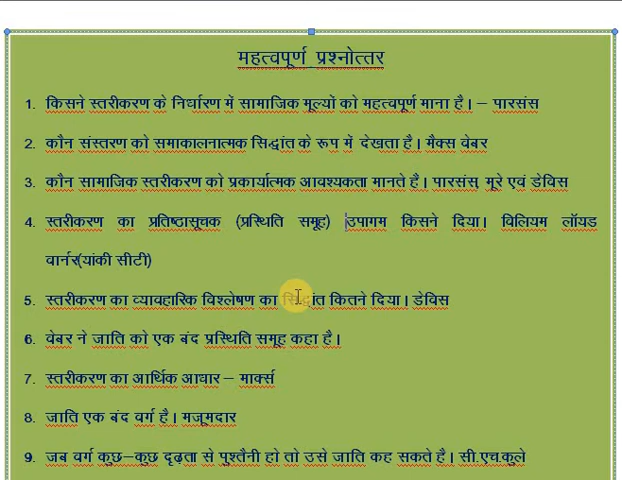 महत्वपूर्ण प्रश्नोत्तर
1. किसने स्तरीकरण के निर्धारण में सामाजिक मूल्यों को महत्वपूर्ण माना है। – पारसंस
2. कौन संस्तरण को समाकालनात्मक सिद्धांत के रूप में देखता है। मैक्स वेबर
3. कौन सामाजिक स्तरीकरण को प्रकार्यात्मक आवश्यकता मानते है। पारसंस, मूरे एवं डेविस
4. स्तरीकरण का प्रतिष्ठासूचक (प्रस्थिति समूह) उपागम किसने दिया। विलियम लॉयड
वार्नर(यांकी सीटी)
5. स्तरीकरण का व्यावहारिक विश्लेषण का सिद्धांत कितने दिया। डेविस
6. वेबर ने जाति को एक बंद प्रस्थिति समूह कहा है।
7. स्तरीकरण का आर्थिक आधार – मार्क्स
8. जाति एक बंद वर्ग है। मजूमदार
9. जब वर्ग कुछ–कुछ दृढ़ता से पुश्तैनी हो तो उसे जाति कह सकते है। सी.एच.कुले